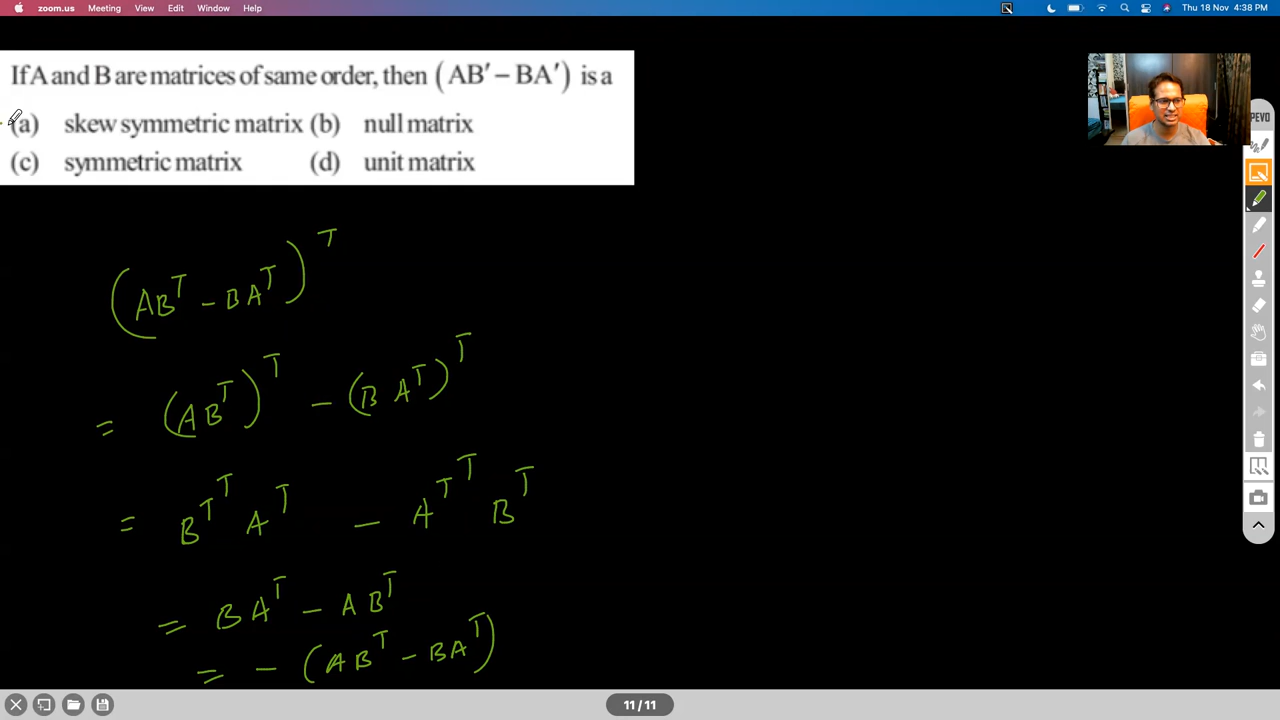 zoom.us Meeting View Edit Window Help Thu 18 Nov 4:38 PM
If A and B are matrices of same order, then (AB′ − BA′) is a
(a) skew symmetric matrix (b) null matrix
(c) symmetric matrix (d) unit matrix
(AB^T − BA^T)^T
= (AB^T)^T − (BA^T)^T
= B^T^T A^T − A^T^T B^T
= BA^T − AB^T
= − (AB^T − BA^T)
11 / 11